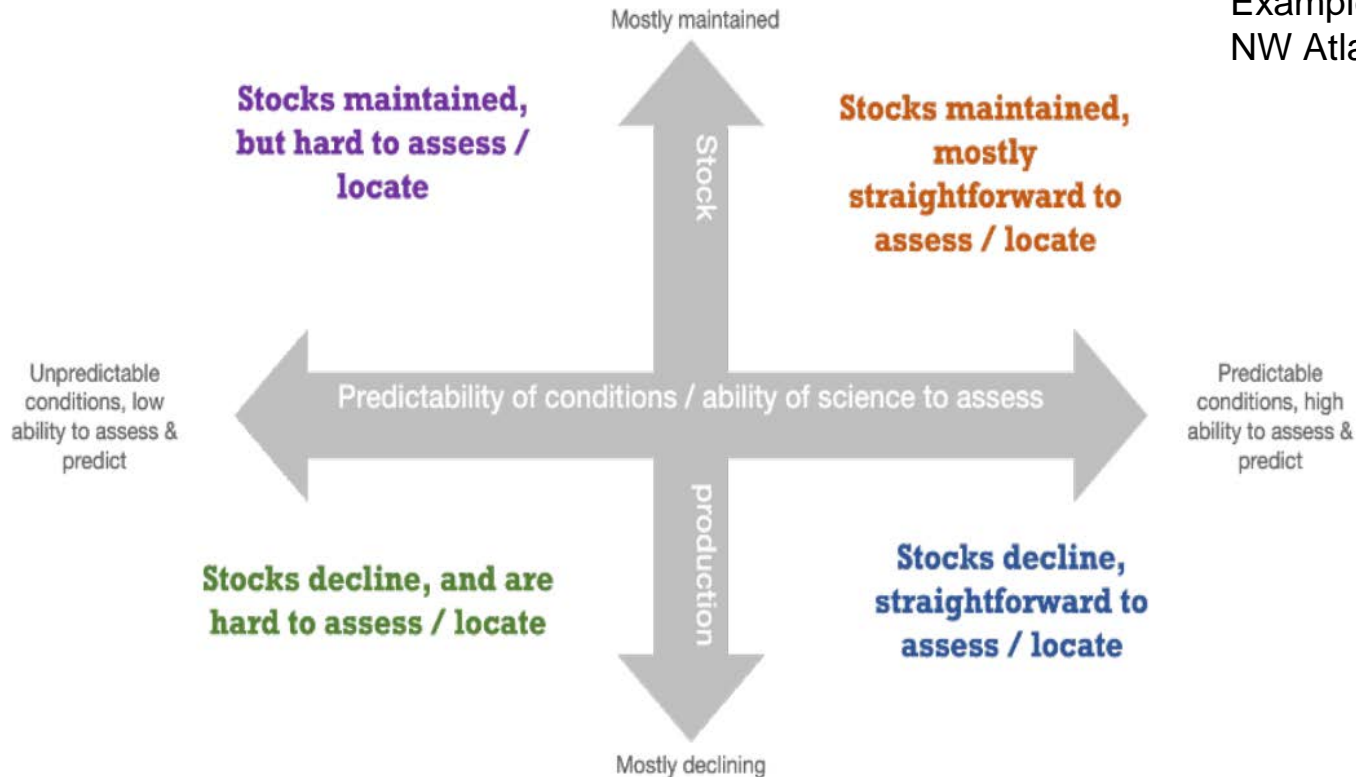 Mostly maintained
NW Atla
Stocks maintained,
but hard to assess /
locate
Stocks maintained,
mostly
straightforward to
assess / locate
Stock
Unpredictable
conditions, low
ability to assess &
predict
Predictability of conditions / ability of science to assess
Predictable
conditions, high
ability to assess &
predict
production
Stocks decline, and are
hard to assess / locate
Stocks decline,
straightforward to
assess / locate
Mostly declining